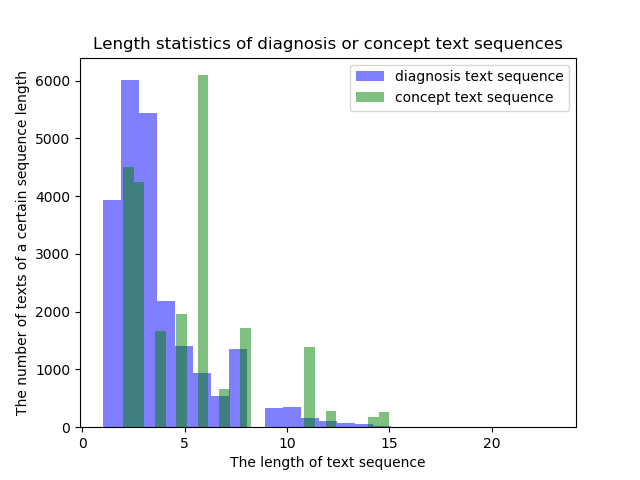 Length statistics of diagnosis or concept text sequences
diagnosis text sequence
concept text sequence
The number of texts of a certain sequence length
6000
5000
4000
3000
2000
1000
0
0 5 10 15 20
The length of text sequence